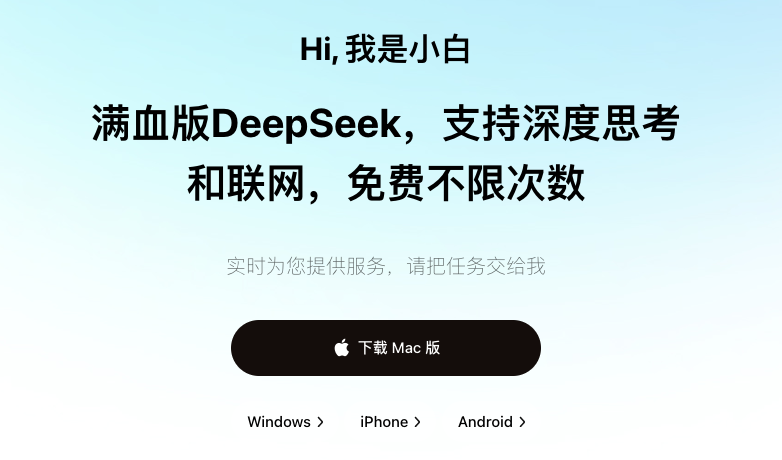 Hi, 我是小白
满血版DeepSeek，支持深度思考
和联网，免费不限次数
实时为您提供服务，请把任务交给我
下载 Mac 版
Windows
iPhone
Android